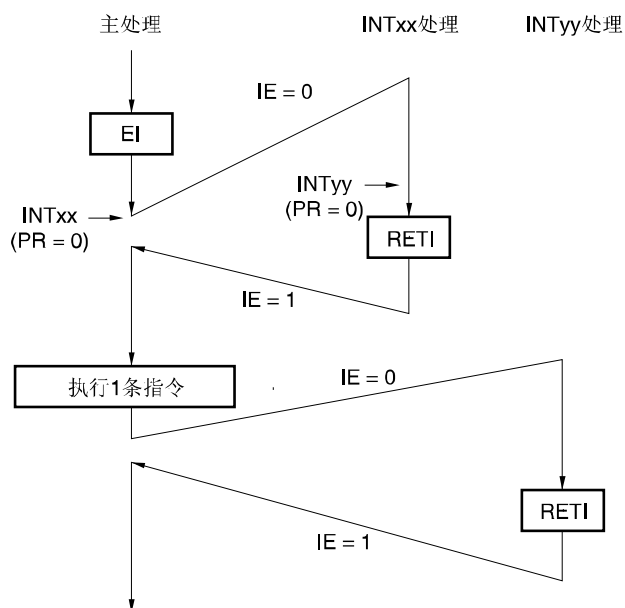 主处理
INTxx处理
INTyy处理
IE = 0
EI
INTyy
(PR = 0)
INTxx
(PR = 0)
RETI
IE = 1
执行1条指令
IE = 0
RETI
IE = 1